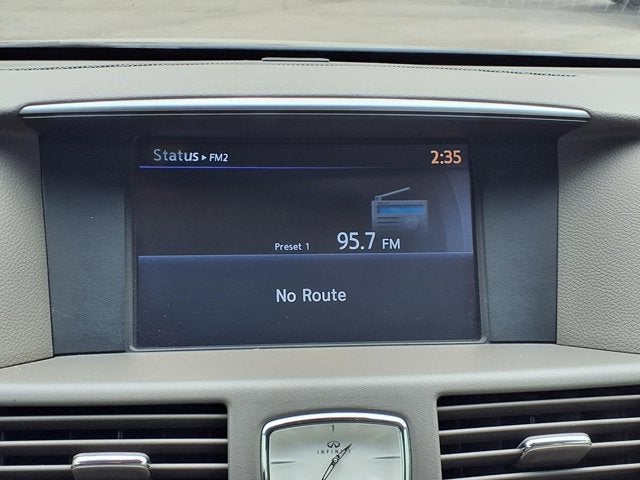 Status ▸ FM2 2:35
Preset 1 95.7 FM
No Route
INFINITI